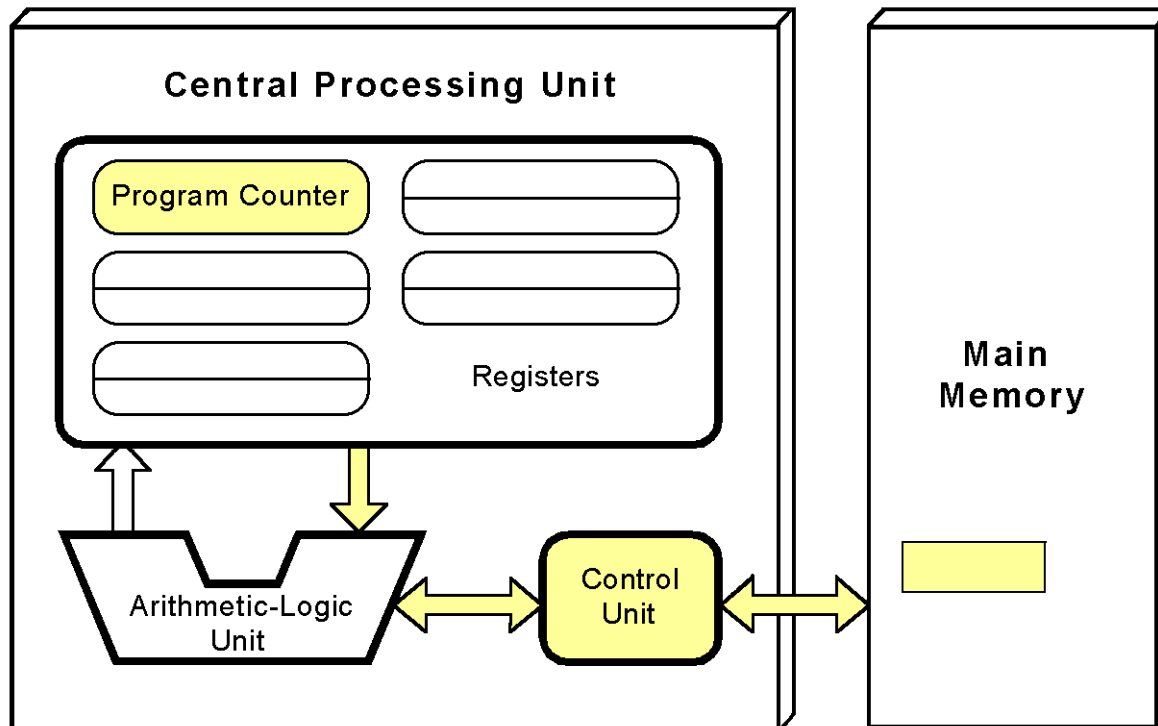 Central Processing Unit
Program Counter
Registers
Main
Memory
Arithmetic-Logic
Unit
Control
Unit